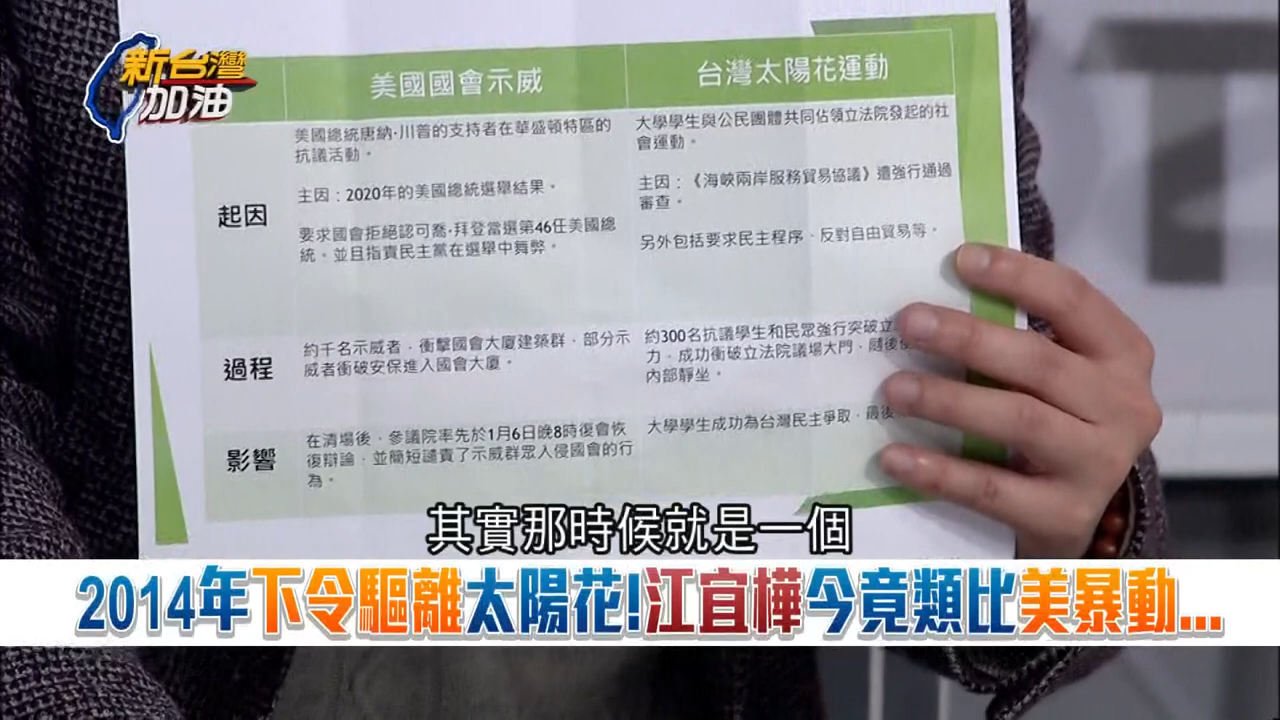 新台灣
加油
美國國會示威
台灣太陽花運動
起因
美國總統唐納·川普的支持者在華盛頓特區的
抗議活動。
主因：2020年的美國總統選舉結果。
要求國會拒絕認可喬·拜登當選第46任美國總
統。並且指責民主黨在選舉中舞弊。
大學學生與公民團體共同佔領立法院發起的社
會運動。
主因：《海峽兩岸服務貿易協議》遭強行通過
審查。
另外包括要求民主程序、反對自由貿易等。
過程
約千名示威者，衝擊國會大廈建築群，部分示
威者衝破安保進入國會大廈。
約300名抗議學生和民眾強行突破立
力，成功衝破立法院議場大門，隨後
內部靜坐。
影響
在清場後，參議院率先於1月6日晚8時復會恢
復辯論，並簡短譴責了示威群眾入侵國會的行
為。
大學學生成功為台灣民主爭取，最後
其實那時候就是一個
2014年下令驅離太陽花!江宜樺今竟類比美暴動...
T